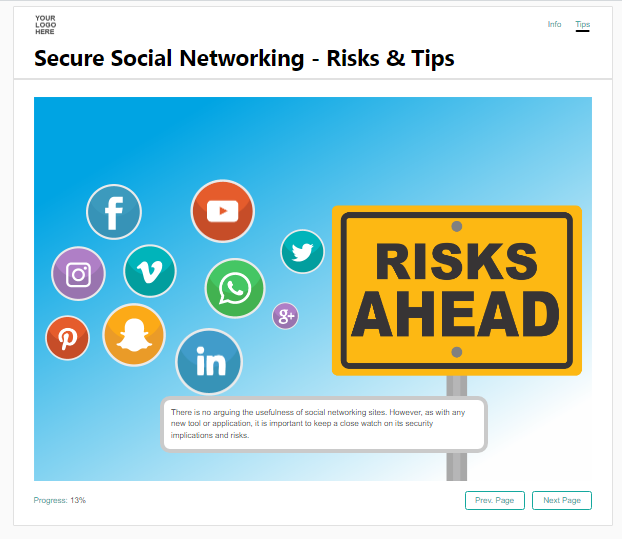 YOUR
LOGO
HERE
Info
Tips
Secure Social Networking - Risks & Tips
f
in
g+
RISKS
AHEAD
There is no arguing the usefulness of social networking sites. However, as with any
new tool or application, it is important to keep a close watch on its security
implications and risks.
Progress: 13%
Prev. Page
Next Page